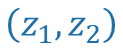 (z₁, z₂)